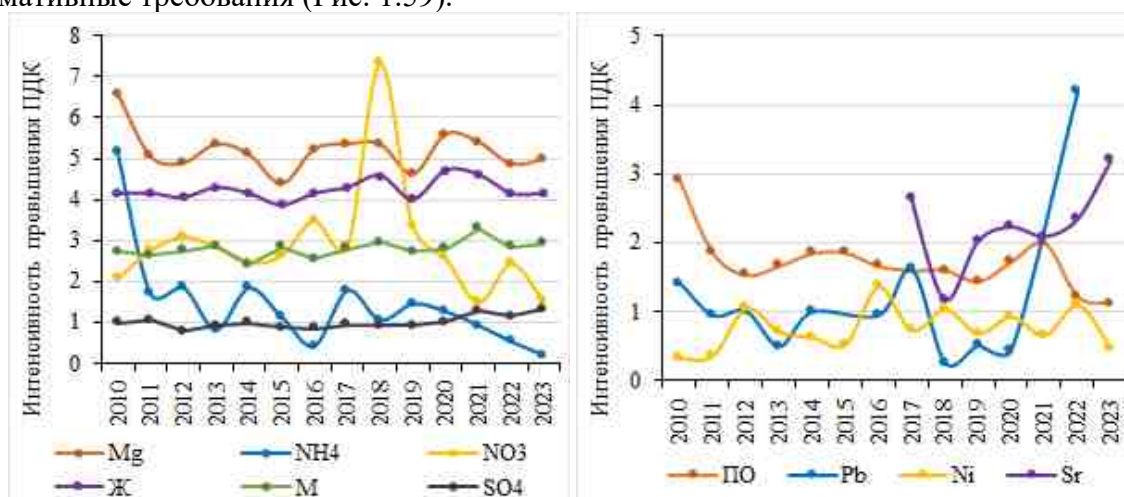 мативные требования (Рис. 1.59).
Интенсивность превышения ПДК
8
7
6
5
4
3
2
1
0
2010 2011 2012 2013 2014 2015 2016 2017 2018 2019 2020 2021 2022 2023
Mg NH4 NO3
Ж М SO4
Интенсивность превышения ПДК
5
4
3
2
1
0
2010 2011 2012 2013 2014 2015 2016 2017 2018 2019 2020 2021 2022 2023
ПО Pb Ni Sr